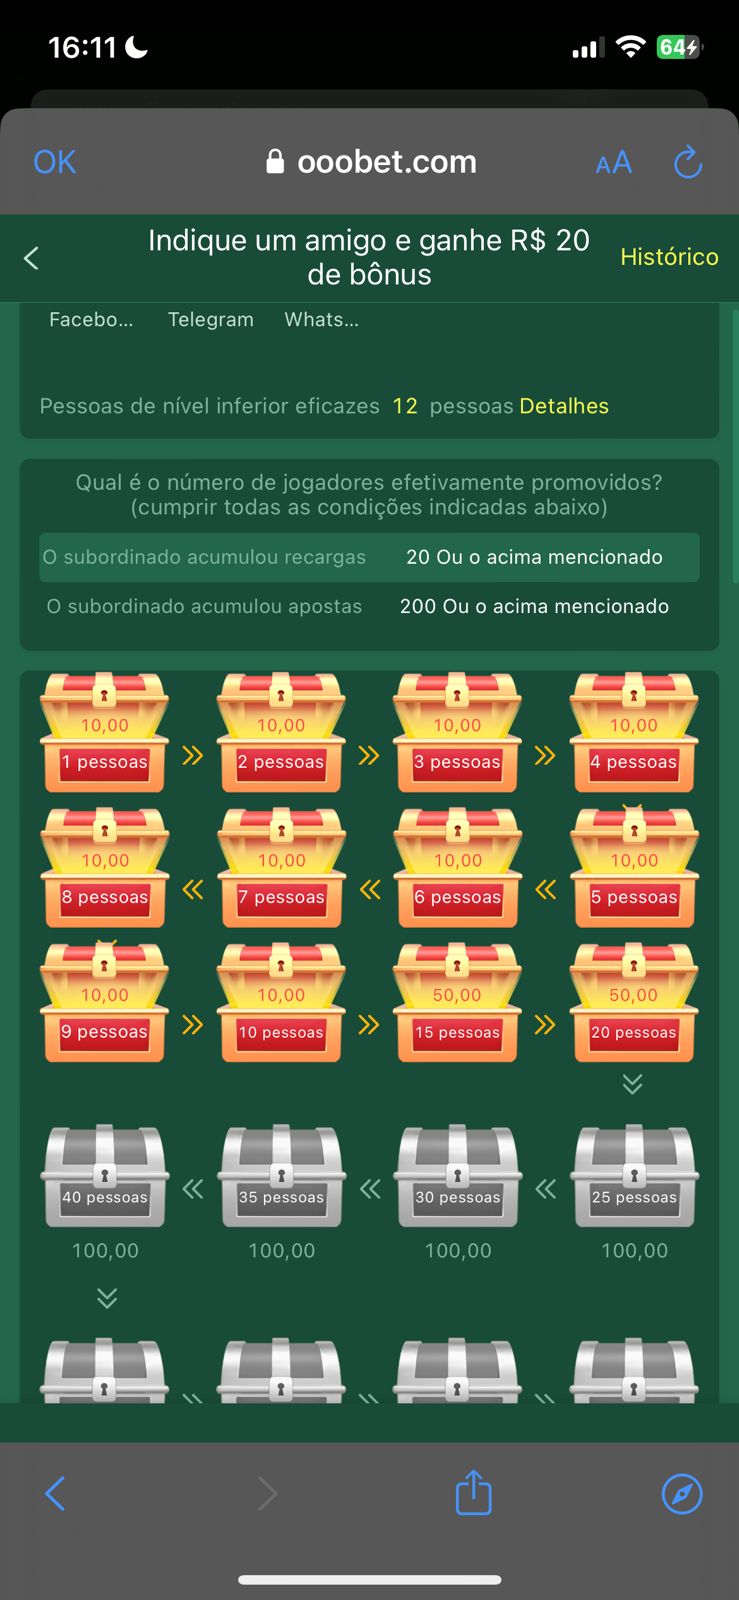 16:11
64
OK
ooobet.com
AA
Indique um amigo e ganhe R$ 20
de bônus
Histórico
Facebo... Telegram Whats...
Pessoas de nível inferior eficazes 12 pessoas Detalhes
Qual é o número de jogadores efetivamente promovidos?
(cumprir todas as condições indicadas abaixo)
O subordinado acumulou recargas 20 Ou o acima mencionado
O subordinado acumulou apostas 200 Ou o acima mencionado
10,00 10,00 10,00 10,00
1 pessoas 2 pessoas 3 pessoas 4 pessoas
10,00 10,00 10,00 10,00
8 pessoas 7 pessoas 6 pessoas 5 pessoas
10,00 10,00 50,00 50,00
9 pessoas 10 pessoas 15 pessoas 20 pessoas
40 pessoas 35 pessoas 30 pessoas 25 pessoas
100,00 100,00 100,00 100,00